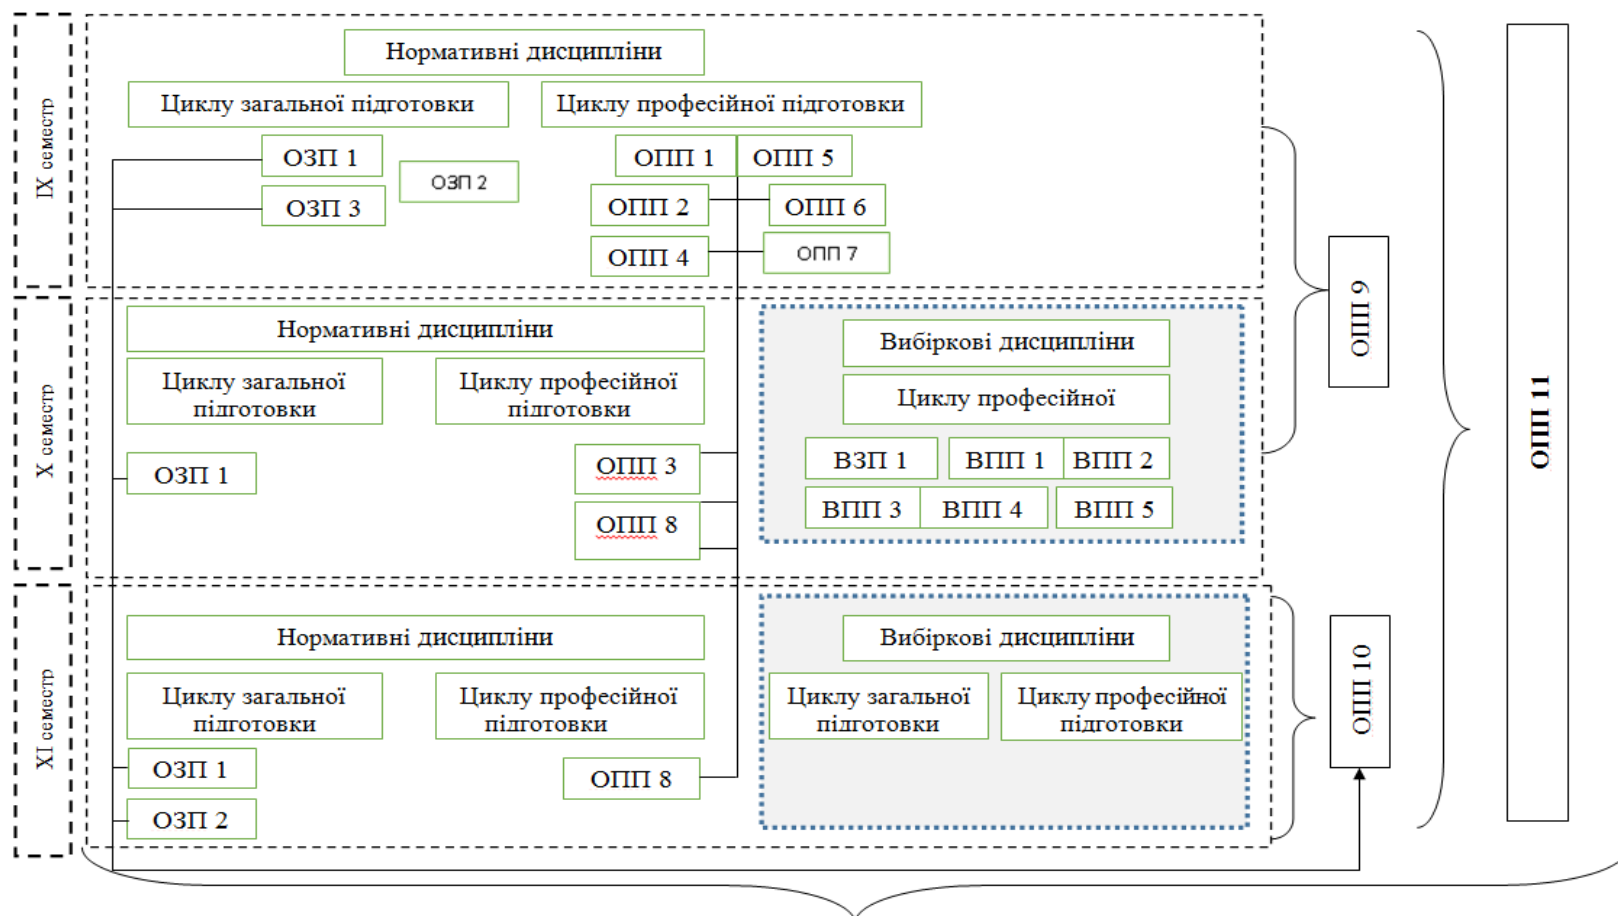 IX семестр
Нормативні дисципліни
Циклу загальної підготовки
Циклу професійної підготовки
ОЗП 1
ОЗП 2
ОЗП 3
ОПП 1
ОПП 5
ОПП 2
ОПП 6
ОПП 4
ОПП 7
X семестр
Нормативні дисципліни
Циклу загальної
підготовки
Циклу професійної
підготовки
ОЗП 1
ОПП 3
ОПП 8
Вибіркові дисципліни
Циклу професійної
ВЗП 1
ВПП 1
ВПП 2
ВПП 3
ВПП 4
ВПП 5
XI семестр
Нормативні дисципліни
Циклу загальної
підготовки
Циклу професійної
підготовки
ОЗП 1
ОЗП 2
ОПП 8
Вибіркові дисципліни
Циклу загальної
підготовки
Циклу професійної
підготовки
ОПП 9
ОПП 10
ОПП 11